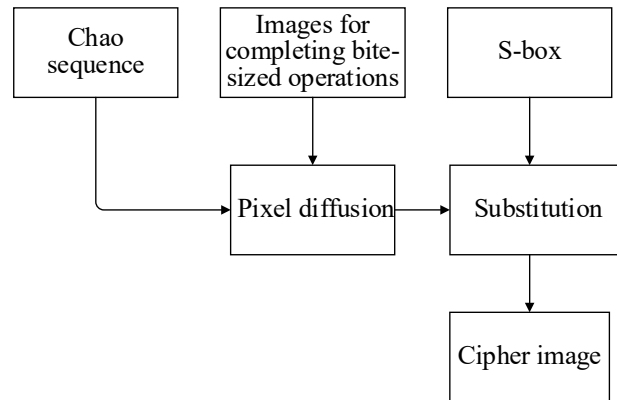 Chao
sequence
Images for
completing bite-
sized operations
S-box
Pixel diffusion
Substitution
Cipher image